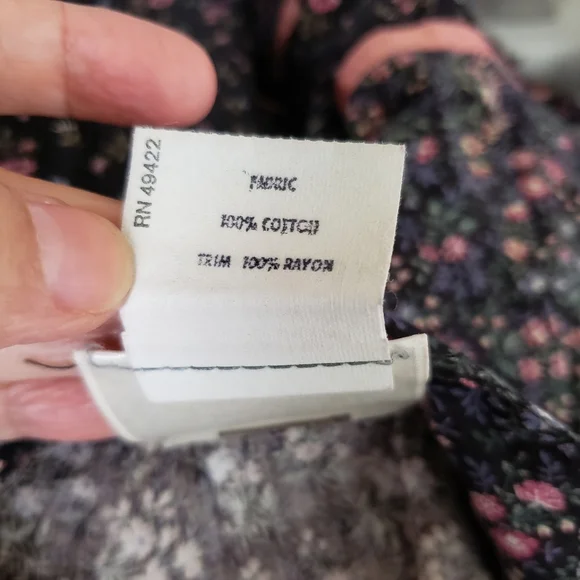 RN 49422
FABRIC
100% COTTON
TRIM 100% RAYON